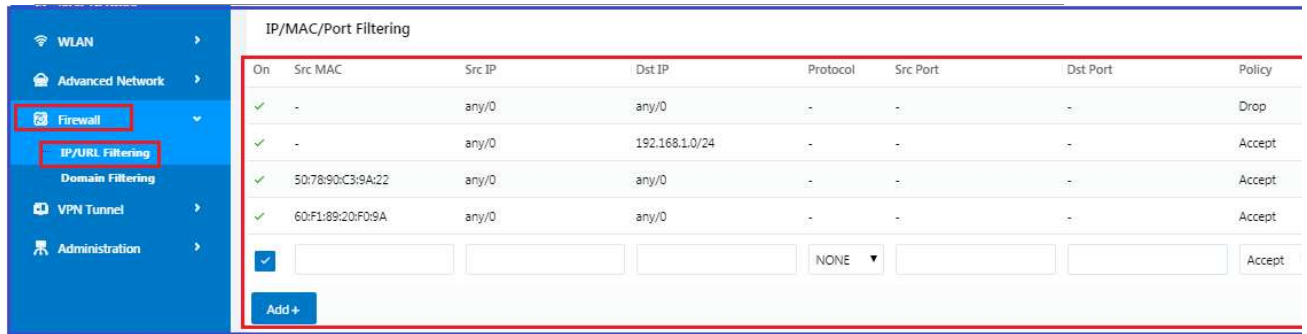 WLAN
Advanced Network
Firewall
IP/URL Filtering
Domain Filtering
VPN Tunnel
Administration
IP/MAC/Port Filtering
On Src MAC Src IP Dst IP Protocol Src Port Dst Port Policy
- any/0 any/0 - - - Drop
- any/0 192.168.1.0/24 - - - Accept
50:78:90:C3:9A:22 any/0 any/0 - - - Accept
60:F1:89:20:F0:9A any/0 any/0 - - - Accept
NONE Accept
Add +